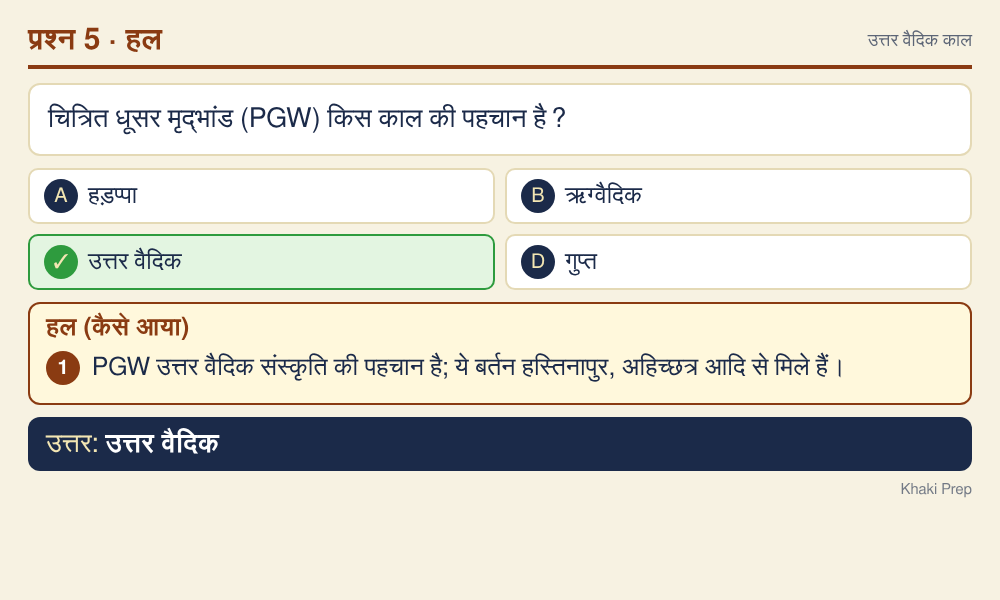 प्रश्न 5 · हल
उत्तर वैदिक काल
चित्रित धूसर मृद्भांड (PGW) किस काल की पहचान है ?
A हड़प्पा
B ऋग्वैदिक
✓ उत्तर वैदिक
D गुप्त
हल (कैसे आया)
1 PGW उत्तर वैदिक संस्कृति की पहचान है; ये बर्तन हस्तिनापुर, अहिच्छत्र आदि से मिले हैं।
उत्तर: उत्तर वैदिक
Khaki Prep